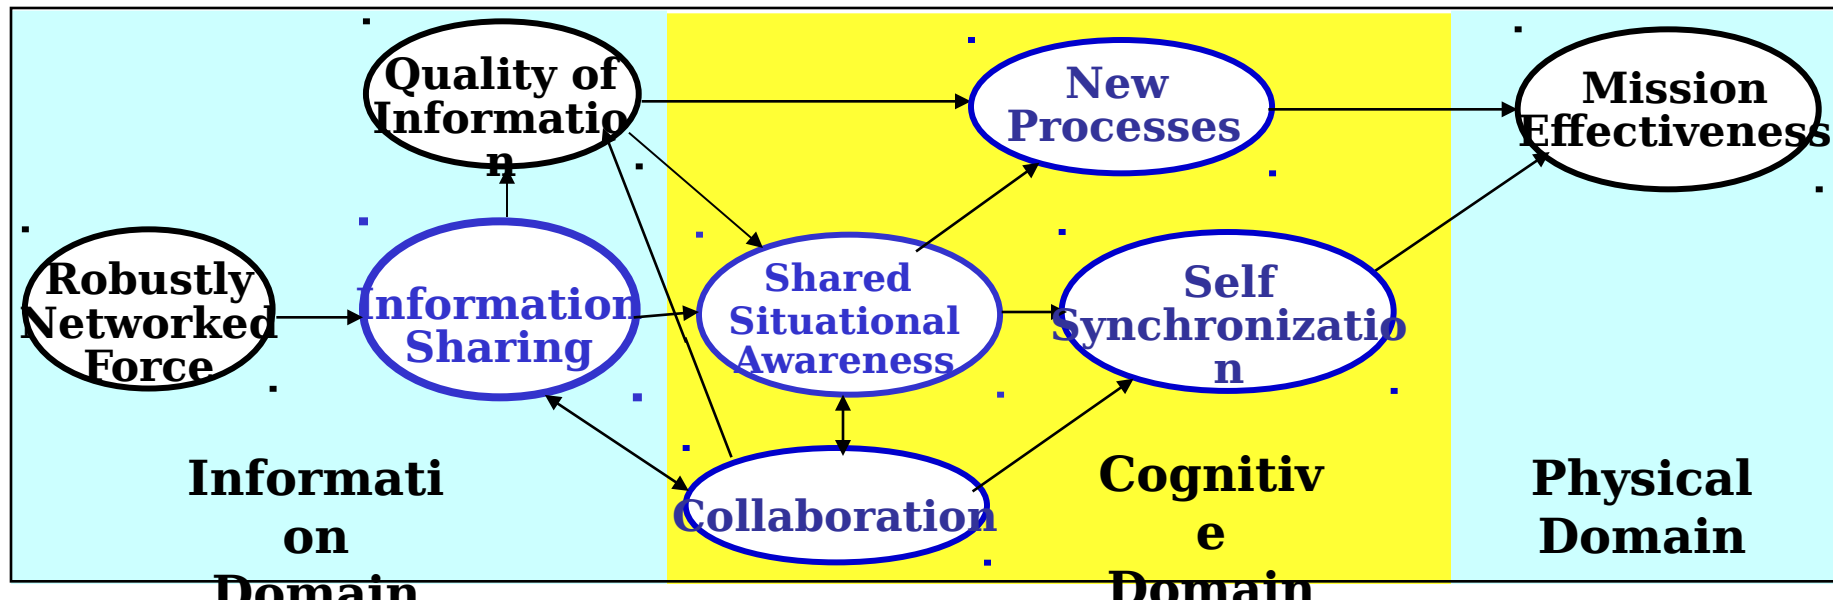 Quality of
Informatio
n
New
Processes
Mission
Effectiveness
Robustly
Networked
Force
Information
Sharing
Shared
Situational
Awareness
Self
Synchronizatio
n
Collaboration
Informati
on
Domain
Cognitiv
e
Domain
Physical
Domain